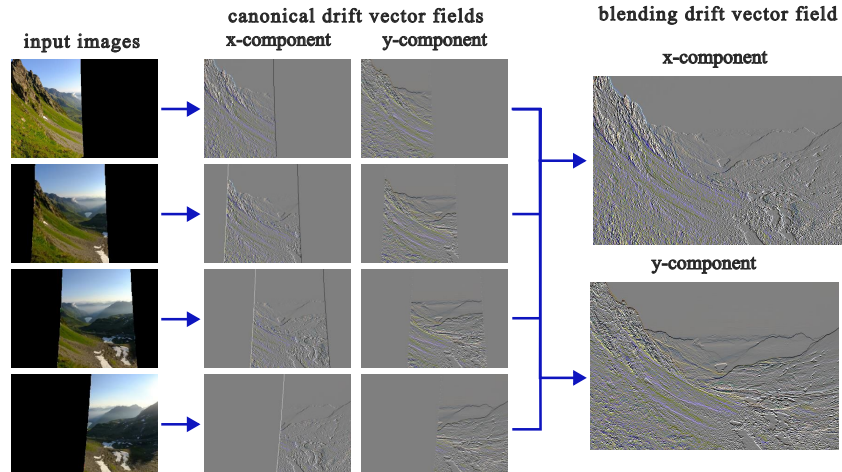 input images
canonical drift vector fields
x-component
y-component
blending drift vector field
x-component
y-component